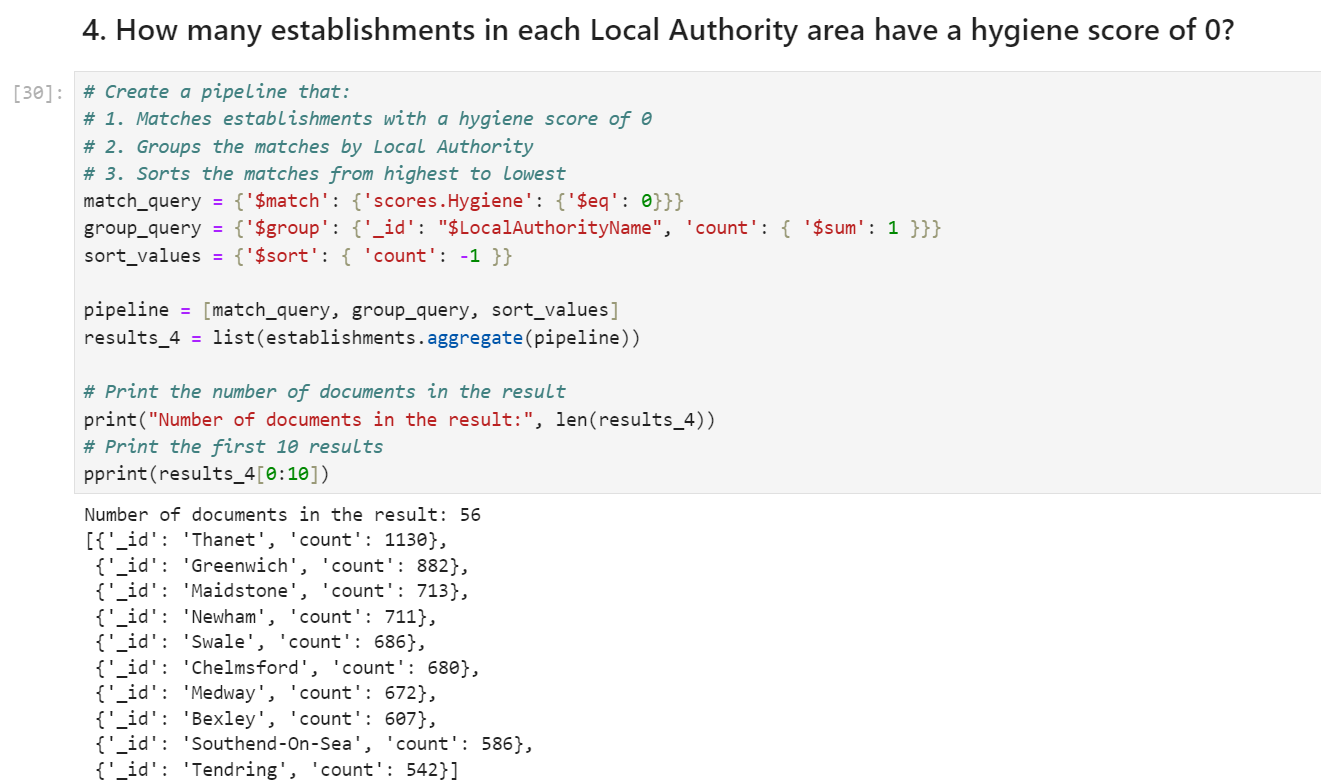 4. How many establishments in each Local Authority area have a hygiene score of 0?
[30]:
# Create a pipeline that:
# 1. Matches establishments with a hygiene score of 0
# 2. Groups the matches by Local Authority
# 3. Sorts the matches from highest to lowest
match_query = {'$match': {'scores.Hygiene': {'$eq': 0}}}
group_query = {'$group': {'_id': "$LocalAuthorityName", 'count': { '$sum': 1 }}}
sort_values = {'$sort': { 'count': -1 }}
pipeline = [match_query, group_query, sort_values]
results_4 = list(establishments.aggregate(pipeline))
# Print the number of documents in the result
print("Number of documents in the result:", len(results_4))
# Print the first 10 results
pprint(results_4[0:10])
Number of documents in the result: 56
[{'_id': 'Thanet', 'count': 1130},
{'_id': 'Greenwich', 'count': 882},
{'_id': 'Maidstone', 'count': 713},
{'_id': 'Newham', 'count': 711},
{'_id': 'Swale', 'count': 686},
{'_id': 'Chelmsford', 'count': 680},
{'_id': 'Medway', 'count': 672},
{'_id': 'Bexley', 'count': 607},
{'_id': 'Southend-On-Sea', 'count': 586},
{'_id': 'Tendring', 'count': 542}]